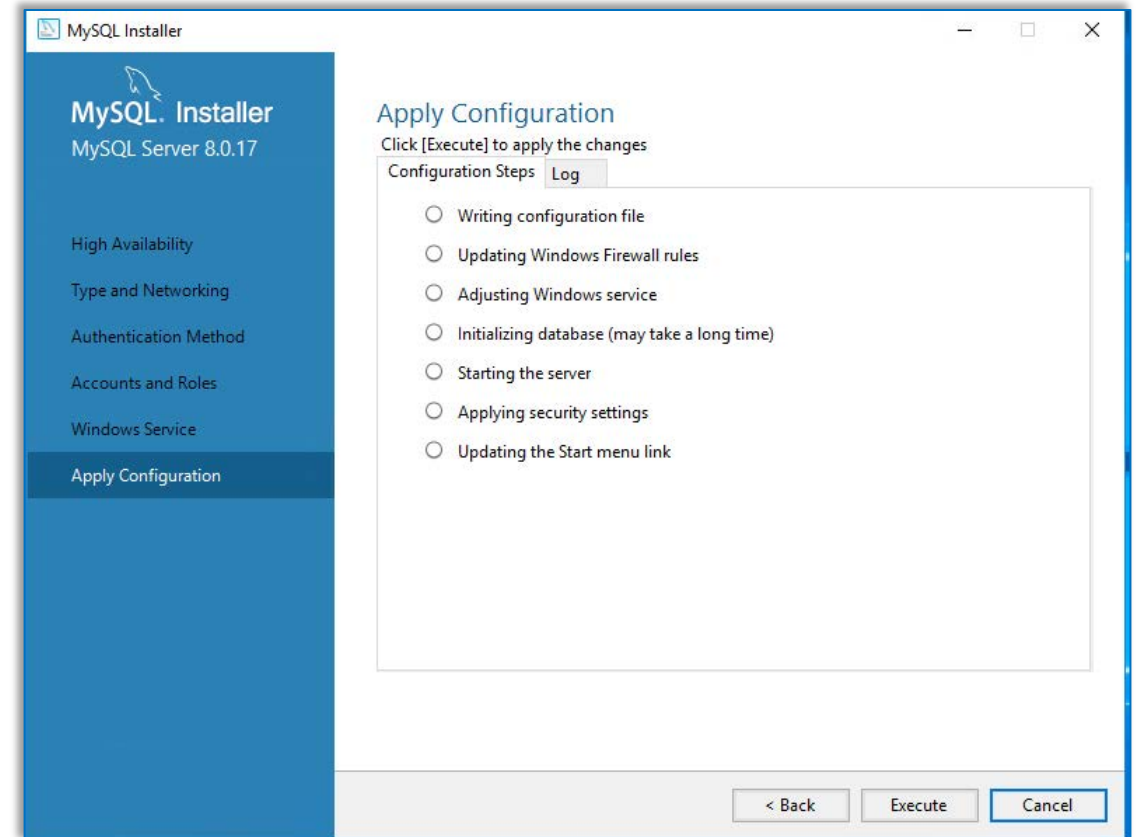 MySQL Installer
MySQL. Installer
MySQL Server 8.0.17
High Availability
Type and Networking
Authentication Method
Accounts and Roles
Windows Service
Apply Configuration
Apply Configuration
Click [Execute] to apply the changes
Configuration Steps Log
Writing configuration file
Updating Windows Firewall rules
Adjusting Windows service
Initializing database (may take a long time)
Starting the server
Applying security settings
Updating the Start menu link
< Back Execute Cancel